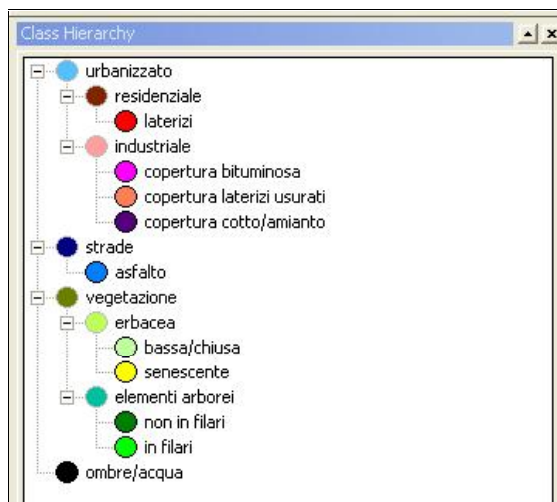 Class Hierarchy
urbanizzato
residenziale
laterizi
industriale
copertura bituminosa
copertura laterizi usurati
copertura cotto/amianto
strade
asfalto
vegetazione
erbacea
bassa/chiusa
senescente
elementi arborei
non in filari
in filari
ombre/acqua